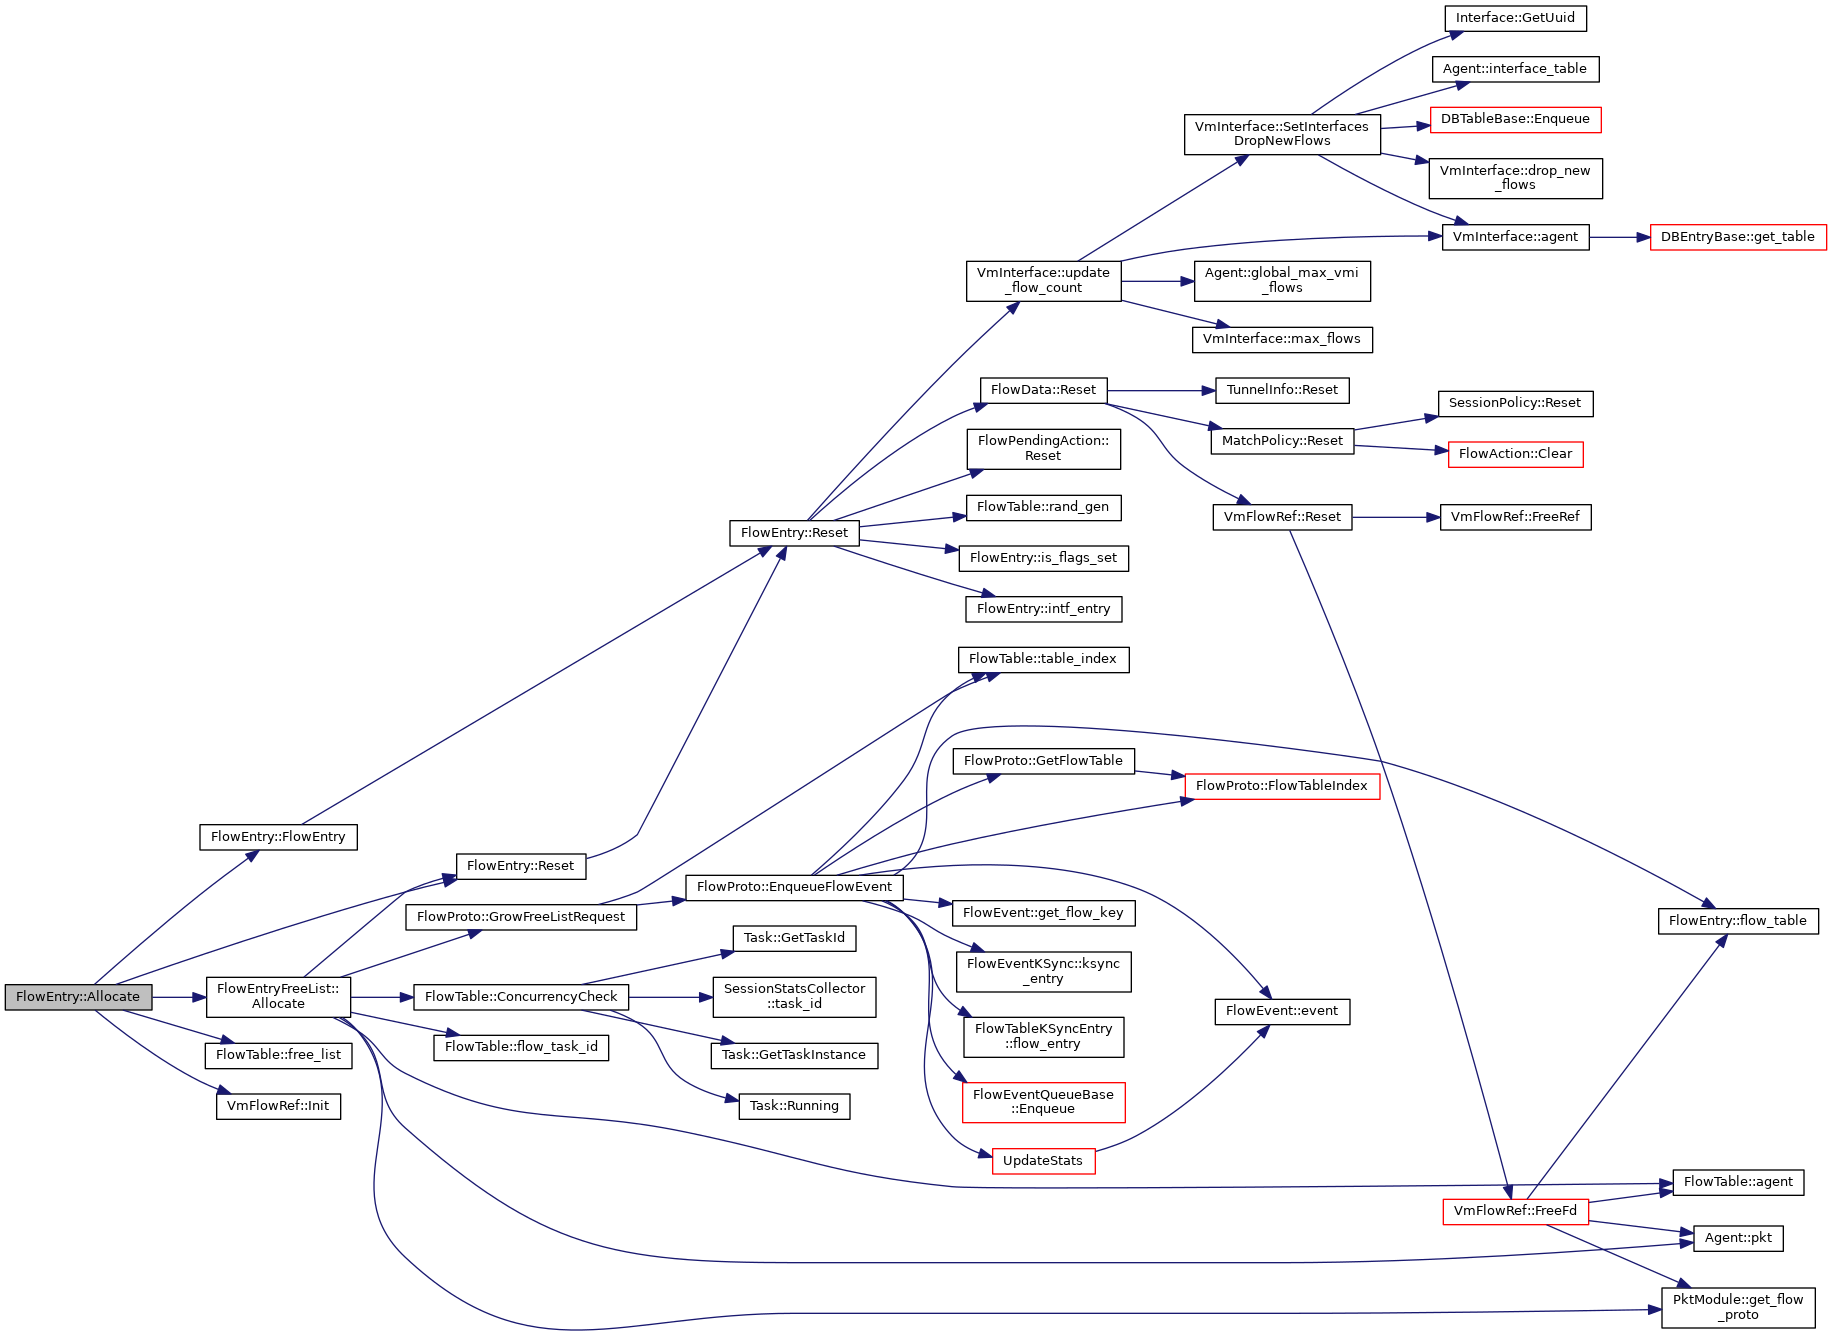 Interface::GetUuid
Agent::interface_table
DBTableBase::Enqueue
VmInterface::SetInterfaces
DropNewFlows
VmInterface::drop_new
_flows
VmInterface::agent
DBEntryBase::get_table
VmInterface::update
_flow_count
Agent::global_max_vmi
_flows
VmInterface::max_flows
FlowData::Reset
TunnelInfo::Reset
SessionPolicy::Reset
MatchPolicy::Reset
FlowAction::Clear
FlowPendingAction::
Reset
FlowTable::rand_gen
VmFlowRef::Reset
VmFlowRef::FreeRef
FlowEntry::Reset
FlowEntry::is_flags_set
FlowEntry::intf_entry
FlowTable::table_index
FlowProto::GetFlowTable
FlowProto::FlowTableIndex
FlowEntry::FlowEntry
FlowEntry::Reset
FlowProto::EnqueueFlowEvent
FlowProto::GrowFreeListRequest
FlowEvent::get_flow_key
FlowEntry::flow_table
Task::GetTaskId
FlowEventKSync::ksync
_entry
FlowEntry::Allocate
FlowEntryFreeList::
Allocate
FlowTable::ConcurrencyCheck
SessionStatsCollector
::task_id
FlowEvent::event
FlowTableKSyncEntry
::flow_entry
FlowTable::free_list
FlowTable::flow_task_id
Task::GetTaskInstance
VmFlowRef::Init
Task::Running
FlowEventQueueBase
::Enqueue
UpdateStats
FlowTable::agent
VmFlowRef::FreeFd
Agent::pkt
PktModule::get_flow
_proto